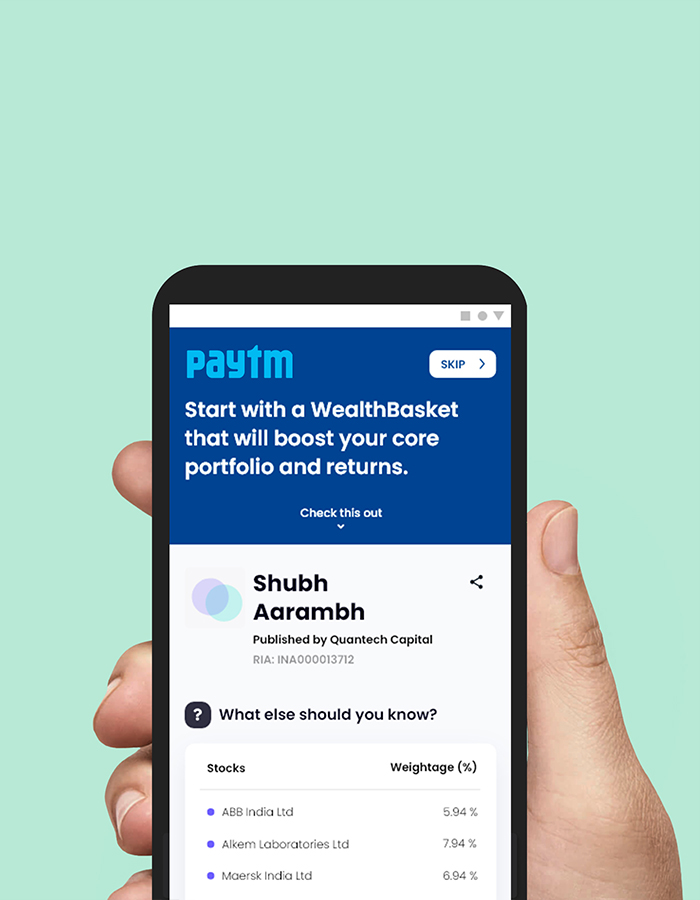 paytm
SKIP
Start with a WealthBasket
that will boost your core
portfolio and returns.
Check this out
Shubh
Aarambh
Published by Quantech Capital
RIA: INA000013712
? What else should you know?
Stocks Weightage (%)
ABB India Ltd 5.94 %
Alkem Laboratories Ltd 7.94 %
Maersk India Ltd 6.94 %